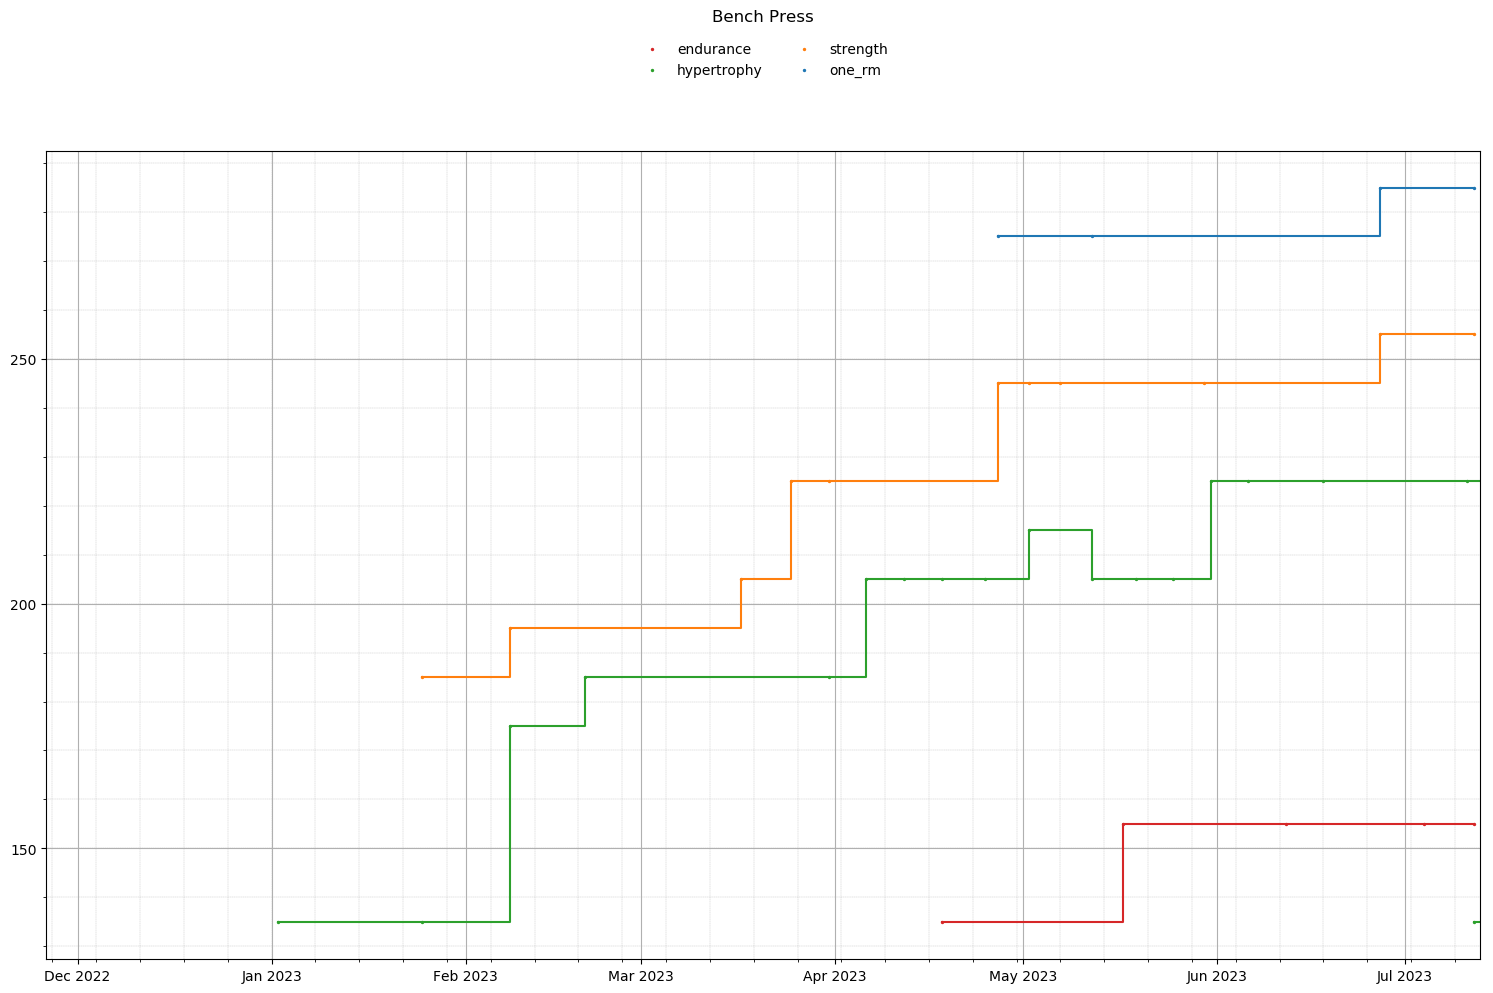 Bench Press
endurance strength
hypertrophy one_rm
250
200
150
Dec 2022 Jan 2023 Feb 2023 Mar 2023 Apr 2023 May 2023 Jun 2023 Jul 2023